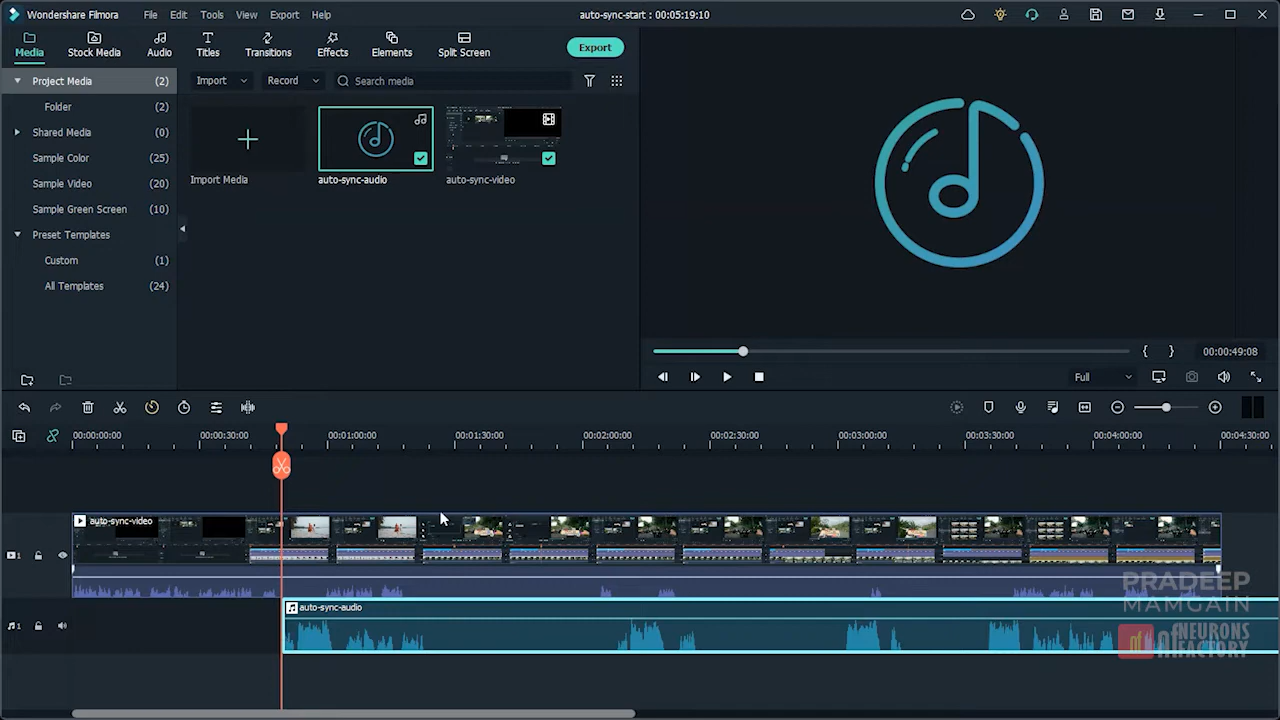 Wondershare Filmora File Edit Tools View Export Help auto-sync-start : 00:05:19:10
Media Stock Media Audio Titles Transitions Effects Elements Split Screen Export
Project Media (2) Import Record Search media
Folder (2)
Shared Media (0)
Sample Color (25)
Sample Video (20)
Sample Green Screen (10)
Preset Templates
Custom (1)
All Templates (24)
Import Media auto-sync-audio auto-sync-video
00:00:49:08
Full
00:00:00:00 00:00:30:00 00:01:00:00 00:01:30:00 00:02:00:00 00:02:30:00 00:03:00:00 00:03:30:00 00:04:00:00 00:04:30:00
auto-sync-video
1
auto-sync-audio
1
PRADEEP
MAMGAIN
nf NEURONS
FACTORY